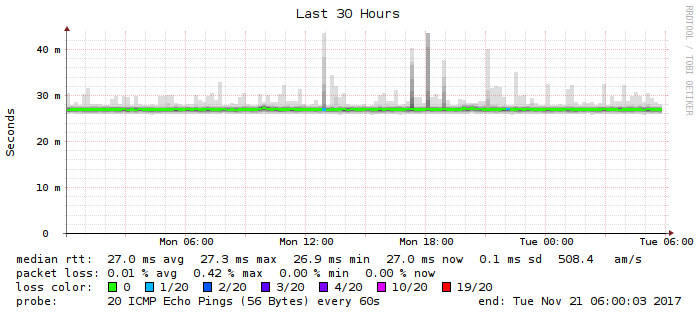 Last 30 Hours
RRDTOOL / TOBI OETIKER
Seconds
40 m
30 m
20 m
10 m
0
Mon 06:00 Mon 12:00 Mon 18:00 Tue 00:00 Tue 06:00
median rtt: 27.0 ms avg 27.3 ms max 26.9 ms min 27.0 ms now 0.1 ms sd 508.4 am/s
packet loss: 0.01 % avg 0.42 % max 0.00 % min 0.00 % now
loss color: 0 1/20 2/20 3/20 4/20 10/20 19/20
probe: 20 ICMP Echo Pings (56 Bytes) every 60s end: Tue Nov 21 06:00:03 2017